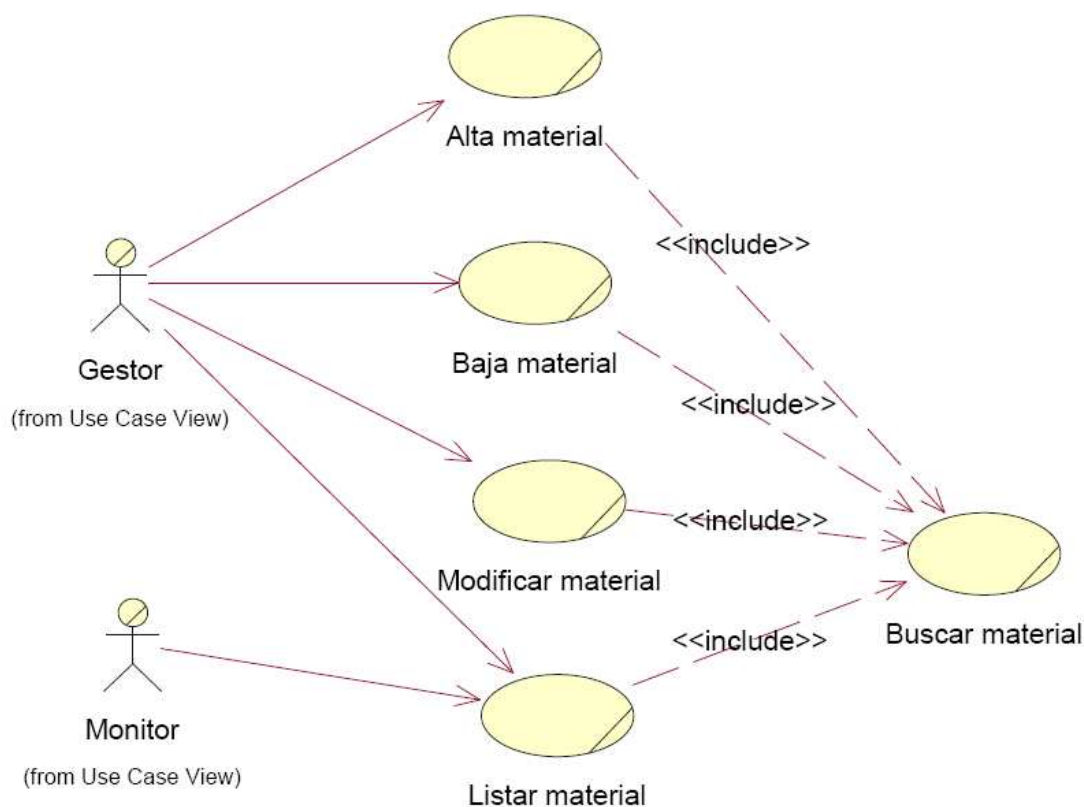 Alta material
<<include>>
Gestor
(from Use Case View)
Baja material
<<include>>
Modificar material
<<include>>
Buscar material
Monitor
(from Use Case View)
<<include>>
Listar material